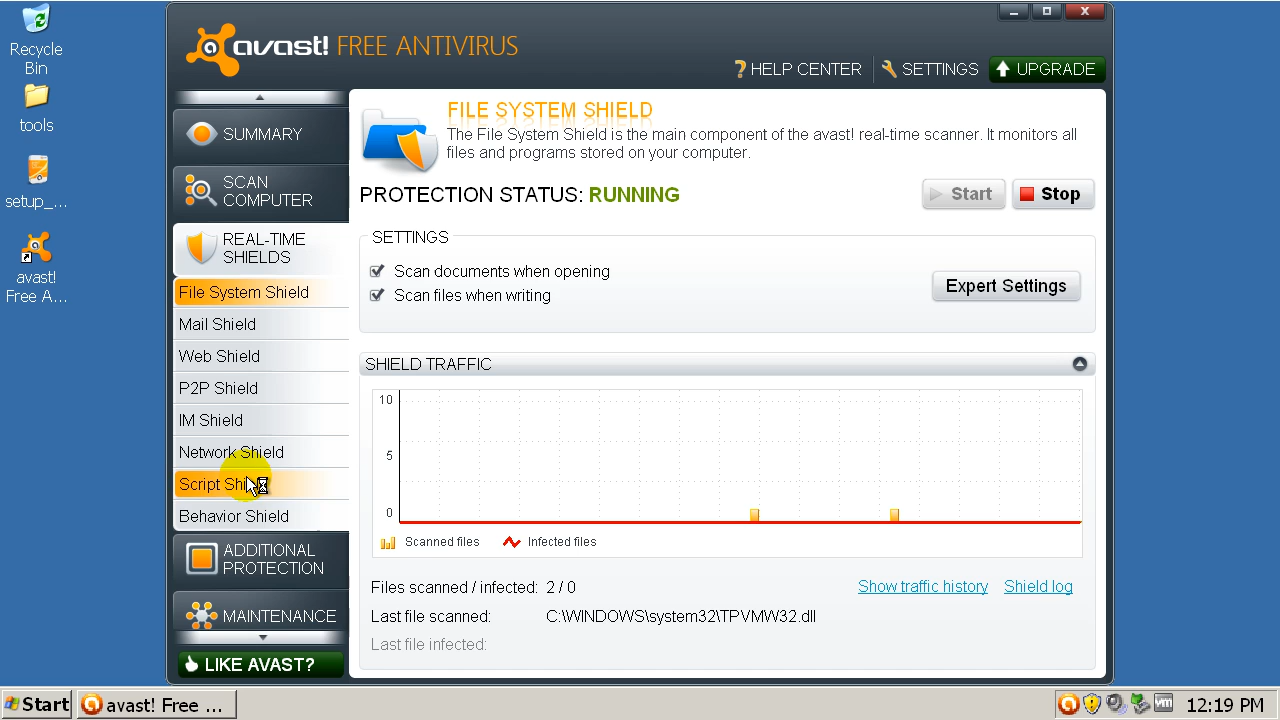 Recycle
Bin
tools
setup_...
avast!
Free A...
avast! FREE ANTIVIRUS
? HELP CENTER
SETTINGS
UPGRADE
SUMMARY
SCAN
COMPUTER
REAL-TIME
SHIELDS
File System Shield
Mail Shield
Web Shield
P2P Shield
IM Shield
Network Shield
Script Shield
Behavior Shield
ADDITIONAL
PROTECTION
MAINTENANCE
LIKE AVAST?
FILE SYSTEM SHIELD
The File System Shield is the main component of the avast! real-time scanner. It monitors all
files and programs stored on your computer.
PROTECTION STATUS: RUNNING
Start
Stop
SETTINGS
Scan documents when opening
Scan files when writing
Expert Settings
SHIELD TRAFFIC
10
5
0
Scanned files
Infected files
Files scanned / infected: 2 / 0
Show traffic history
Shield log
Last file scanned: C:\WINDOWS\system32\TPVMW32.dll
Last file infected:
Start
avast! Free ...
vm
12:19 PM